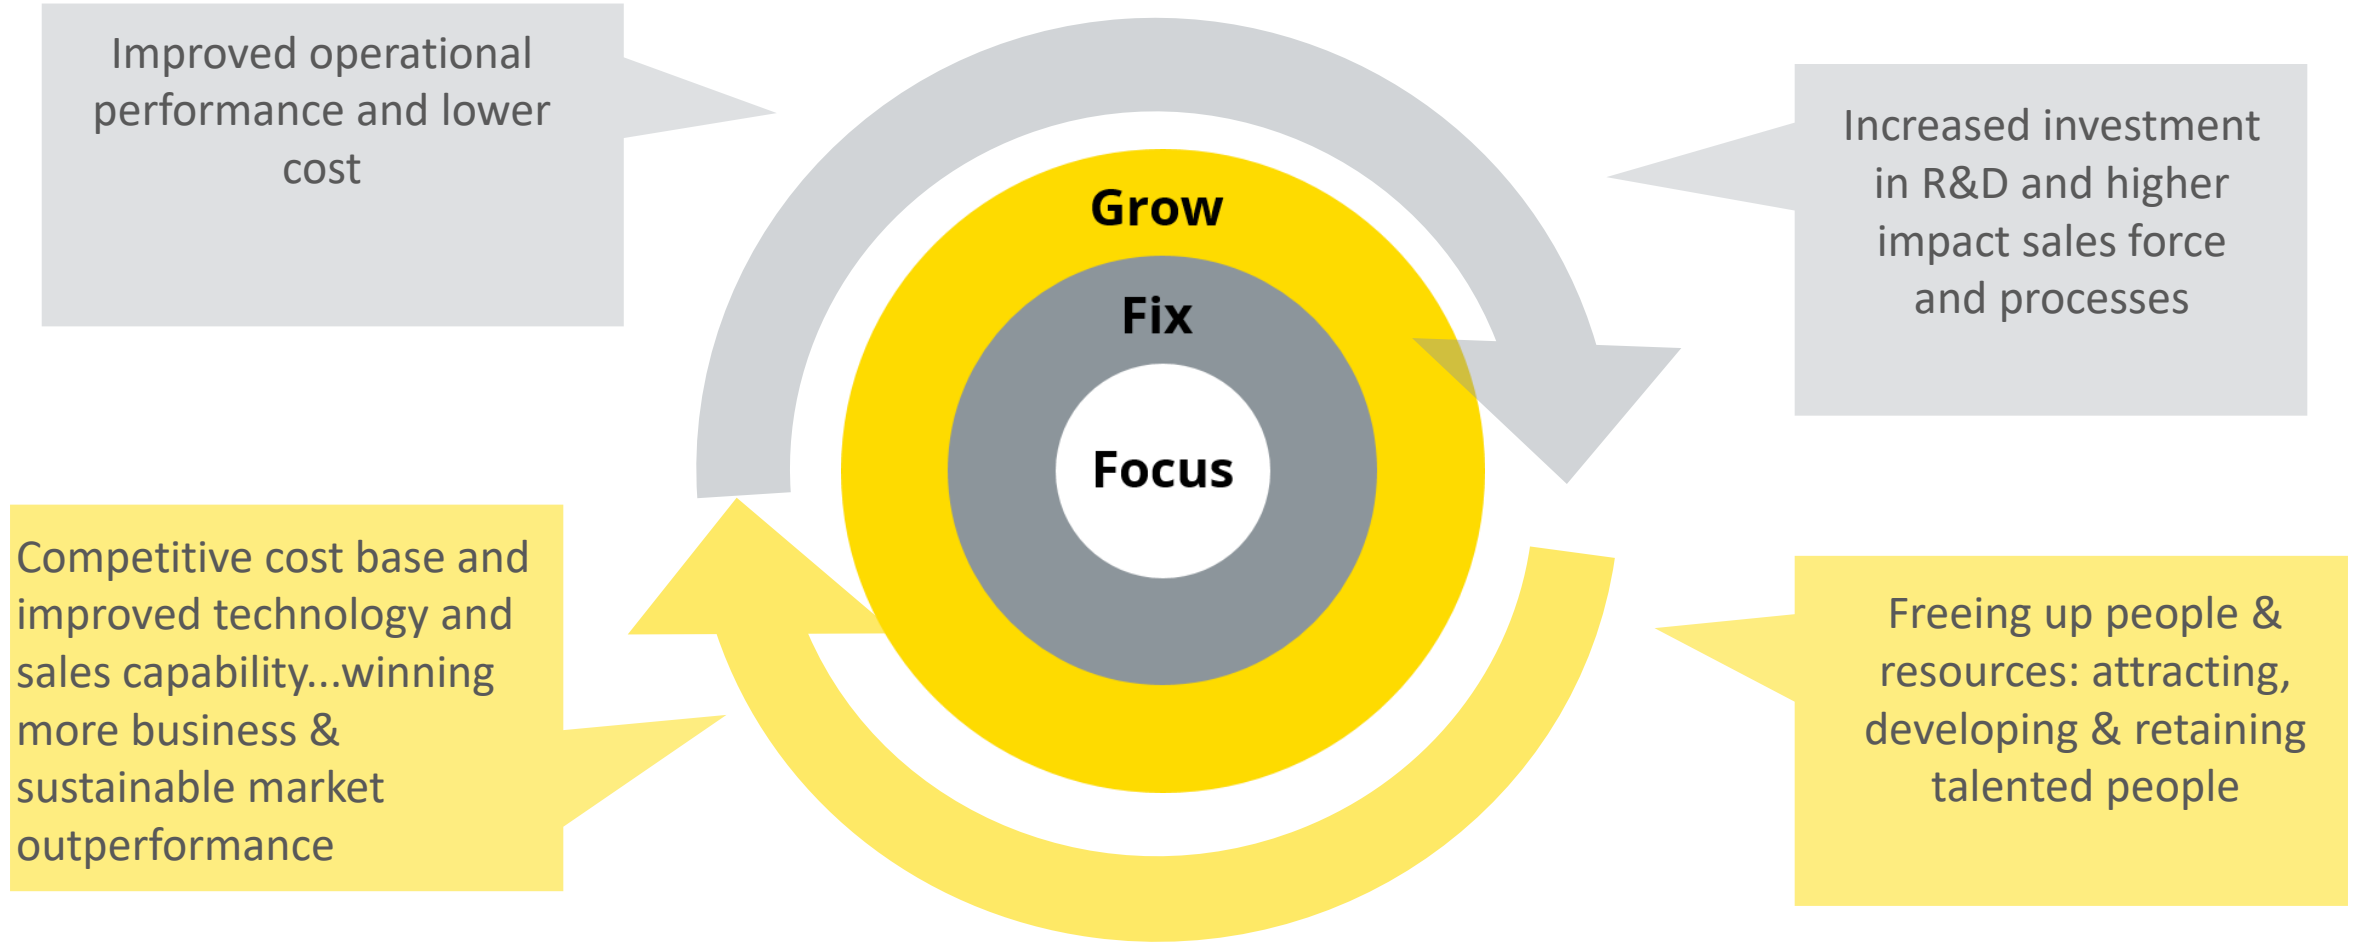 Improved operational
performance and lower
cost
Increased investment
in R&D and higher
impact sales force
and processes
Grow
Fix
Focus
Competitive cost base and
improved technology and
sales capability...winning
more business &
sustainable market
outperformance
Freeing up people &
resources: attracting,
developing & retaining
talented people